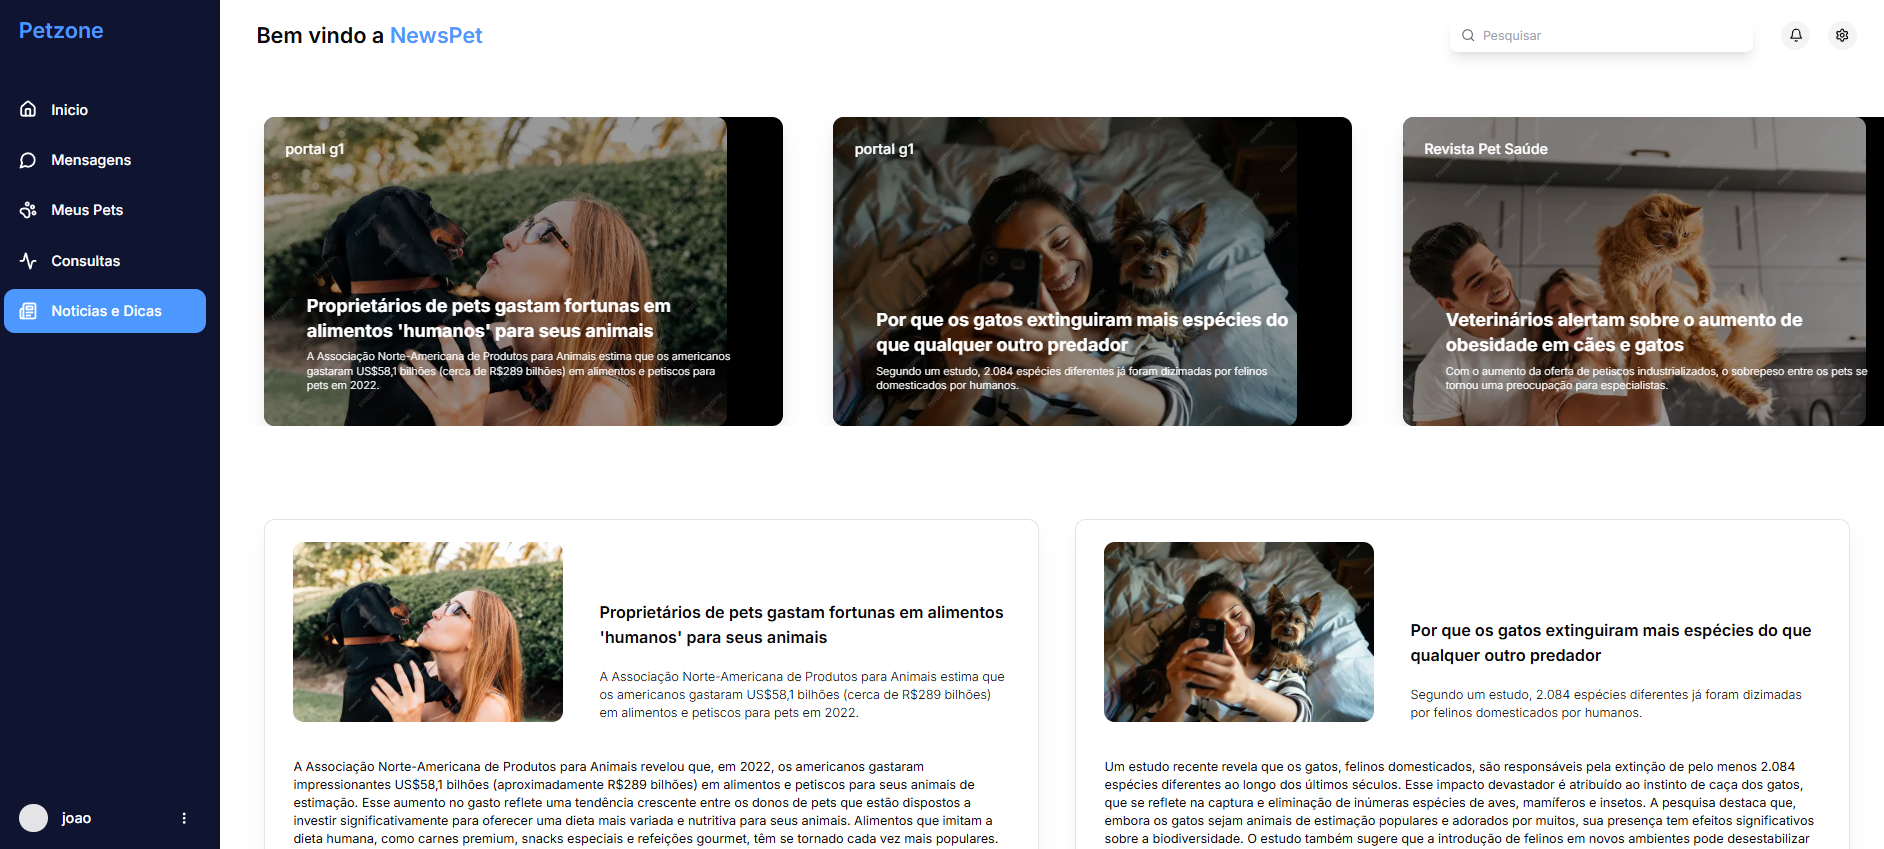 Petzone
Inicio
Mensagens
Meus Pets
Consultas
Noticias e Dicas
joao
Bem vindo a NewsPet
Pesquisar
portal g1
Proprietários de pets gastam fortunas em
alimentos 'humanos' para seus animais
A Associação Norte-Americana de Produtos para Animais estima que os americanos
gastaram US$58,1 bilhões (cerca de R$289 bilhões) em alimentos e petiscos para
pets em 2022.
portal g1
Por que os gatos extinguiram mais espécies do
que qualquer outro predador
Segundo um estudo, 2.084 espécies diferentes já foram dizimadas por felinos
domesticados por humanos.
Revista Pet Saúde
Veterinários alertam sobre o aumento de
obesidade em cães e gatos
Com o aumento da oferta de petiscos industrializados, o sobrepeso entre os pets se
tornou uma preocupação para especialistas.
Proprietários de pets gastam fortunas em alimentos
'humanos' para seus animais
A Associação Norte-Americana de Produtos para Animais estima que
os americanos gastaram US$58,1 bilhões (cerca de R$289 bilhões)
em alimentos e petiscos para pets em 2022.
A Associação Norte-Americana de Produtos para Animais revelou que, em 2022, os americanos gastaram
impressionantes US$58,1 bilhões (aproximadamente R$289 bilhões) em alimentos e petiscos para seus animais de
estimação. Esse aumento no gasto reflete uma tendência crescente entre os donos de pets que estão dispostos a
investir significativamente para oferecer uma dieta mais variada e nutritiva para seus animais. Alimentos que imitam a
dieta humana, como carnes premium, snacks especiais e refeições gourmet, têm se tornado cada vez mais populares.
Por que os gatos extinguiram mais espécies do que
qualquer outro predador
Segundo um estudo, 2.084 espécies diferentes já foram dizimadas
por felinos domesticados por humanos.
Um estudo recente revela que os gatos, felinos domesticados, são responsáveis pela extinção de pelo menos 2.084
espécies diferentes ao longo dos últimos séculos. Esse impacto devastador é atribuído ao instinto de caça dos gatos,
que se reflete na captura e eliminação de inúmeras espécies de aves, mamíferos e insetos. A pesquisa destaca que,
embora os gatos sejam animais de estimação populares e adorados por muitos, sua presença tem efeitos significativos
sobre a biodiversidade. O estudo também sugere que a introdução de felinos em novos ambientes pode desestabilizar